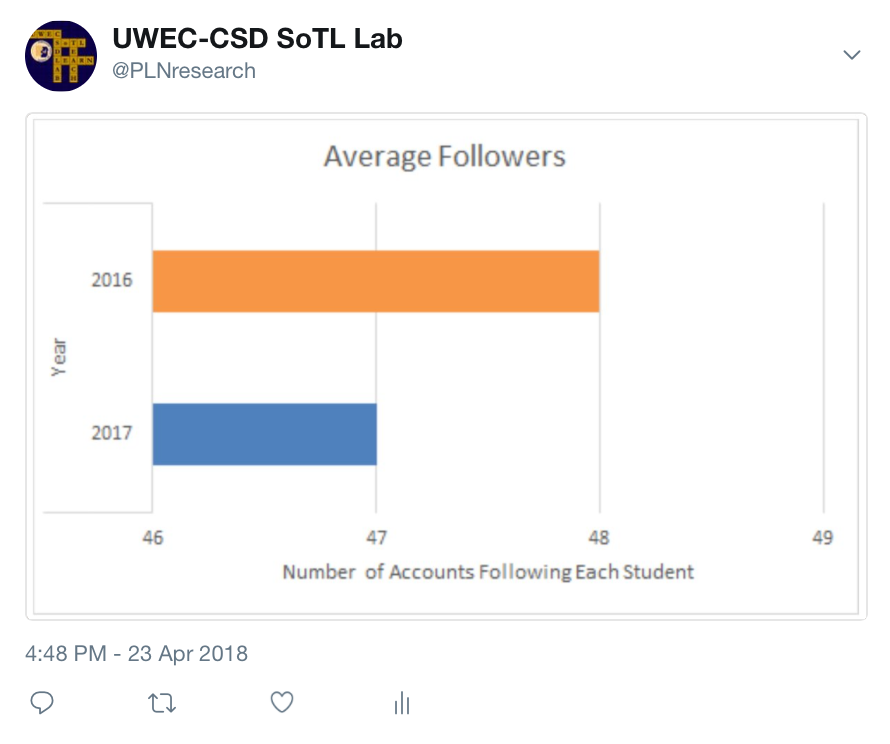 UWEC-CSD SoTL Lab
@PLNresearch
Average Followers
2016
Year
2017
46 47 48 49
Number of Accounts Following Each Student
4:48 PM - 23 Apr 2018